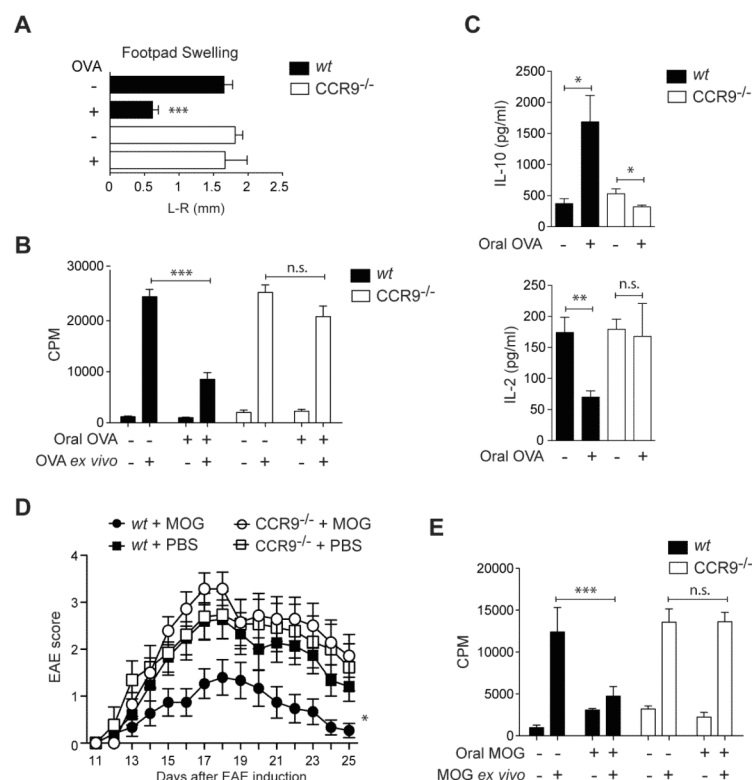 A
Footpad Swelling
OVA
wt
CCR9-/-
-
+ ***
-
+
0 0.5 1 1.5 2 2.5
L-R (mm)
B
30000
20000
10000
0
CPM
***
n.s.
wt
CCR9-/-
Oral OVA - - + + - - + +
OVA ex vivo - + - + - + - +
C
wt
CCR9-/-
2500
2000
1500
1000
500
0
IL-10 (pg/ml)
*
*
Oral OVA - + - +
250
200
150
100
50
0
IL-2 (pg/ml)
**
n.s.
Oral OVA - + - +
D
wt + MOG
CCR9-/- + MOG
wt + PBS
CCR9-/- + PBS
4
3
2
1
0
EAE score
*
11 13 15 17 19 21 23 25
Days after EAE induction
E
wt
CCR9-/-
20000
15000
10000
5000
0
CPM
***
n.s.
Oral MOG - - + + - - + +
MOG ex vivo - + - + - + - +